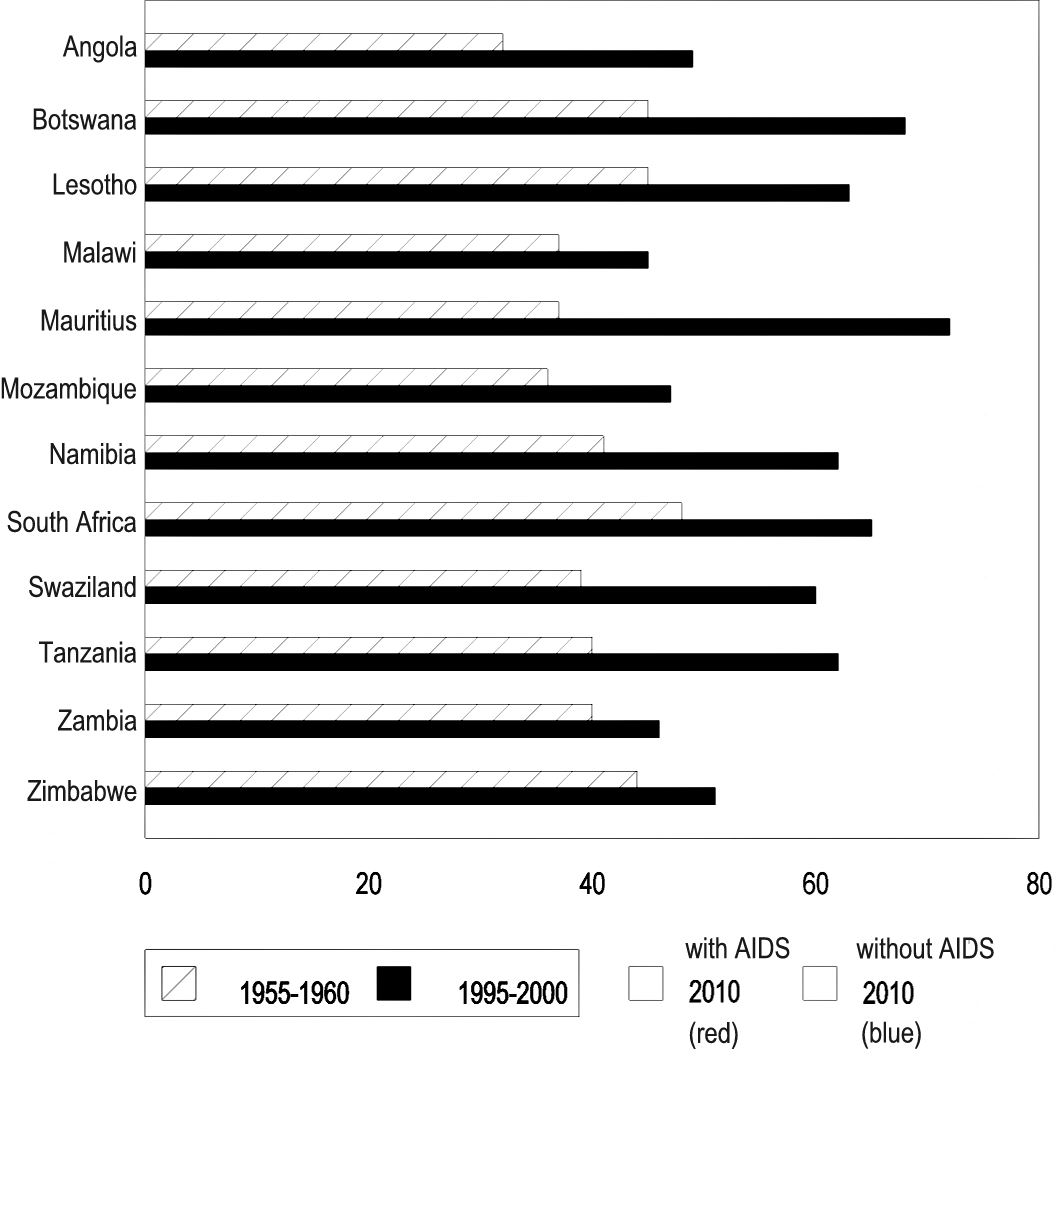 Angola
Botswana
Lesotho
Malawi
Mauritius
Mozambique
Namibia
South Africa
Swaziland
Tanzania
Zambia
Zimbabwe
0 20 40 60 80
with AIDS without AIDS
1955-1960 1995-2000 2010 2010
(red) (blue)